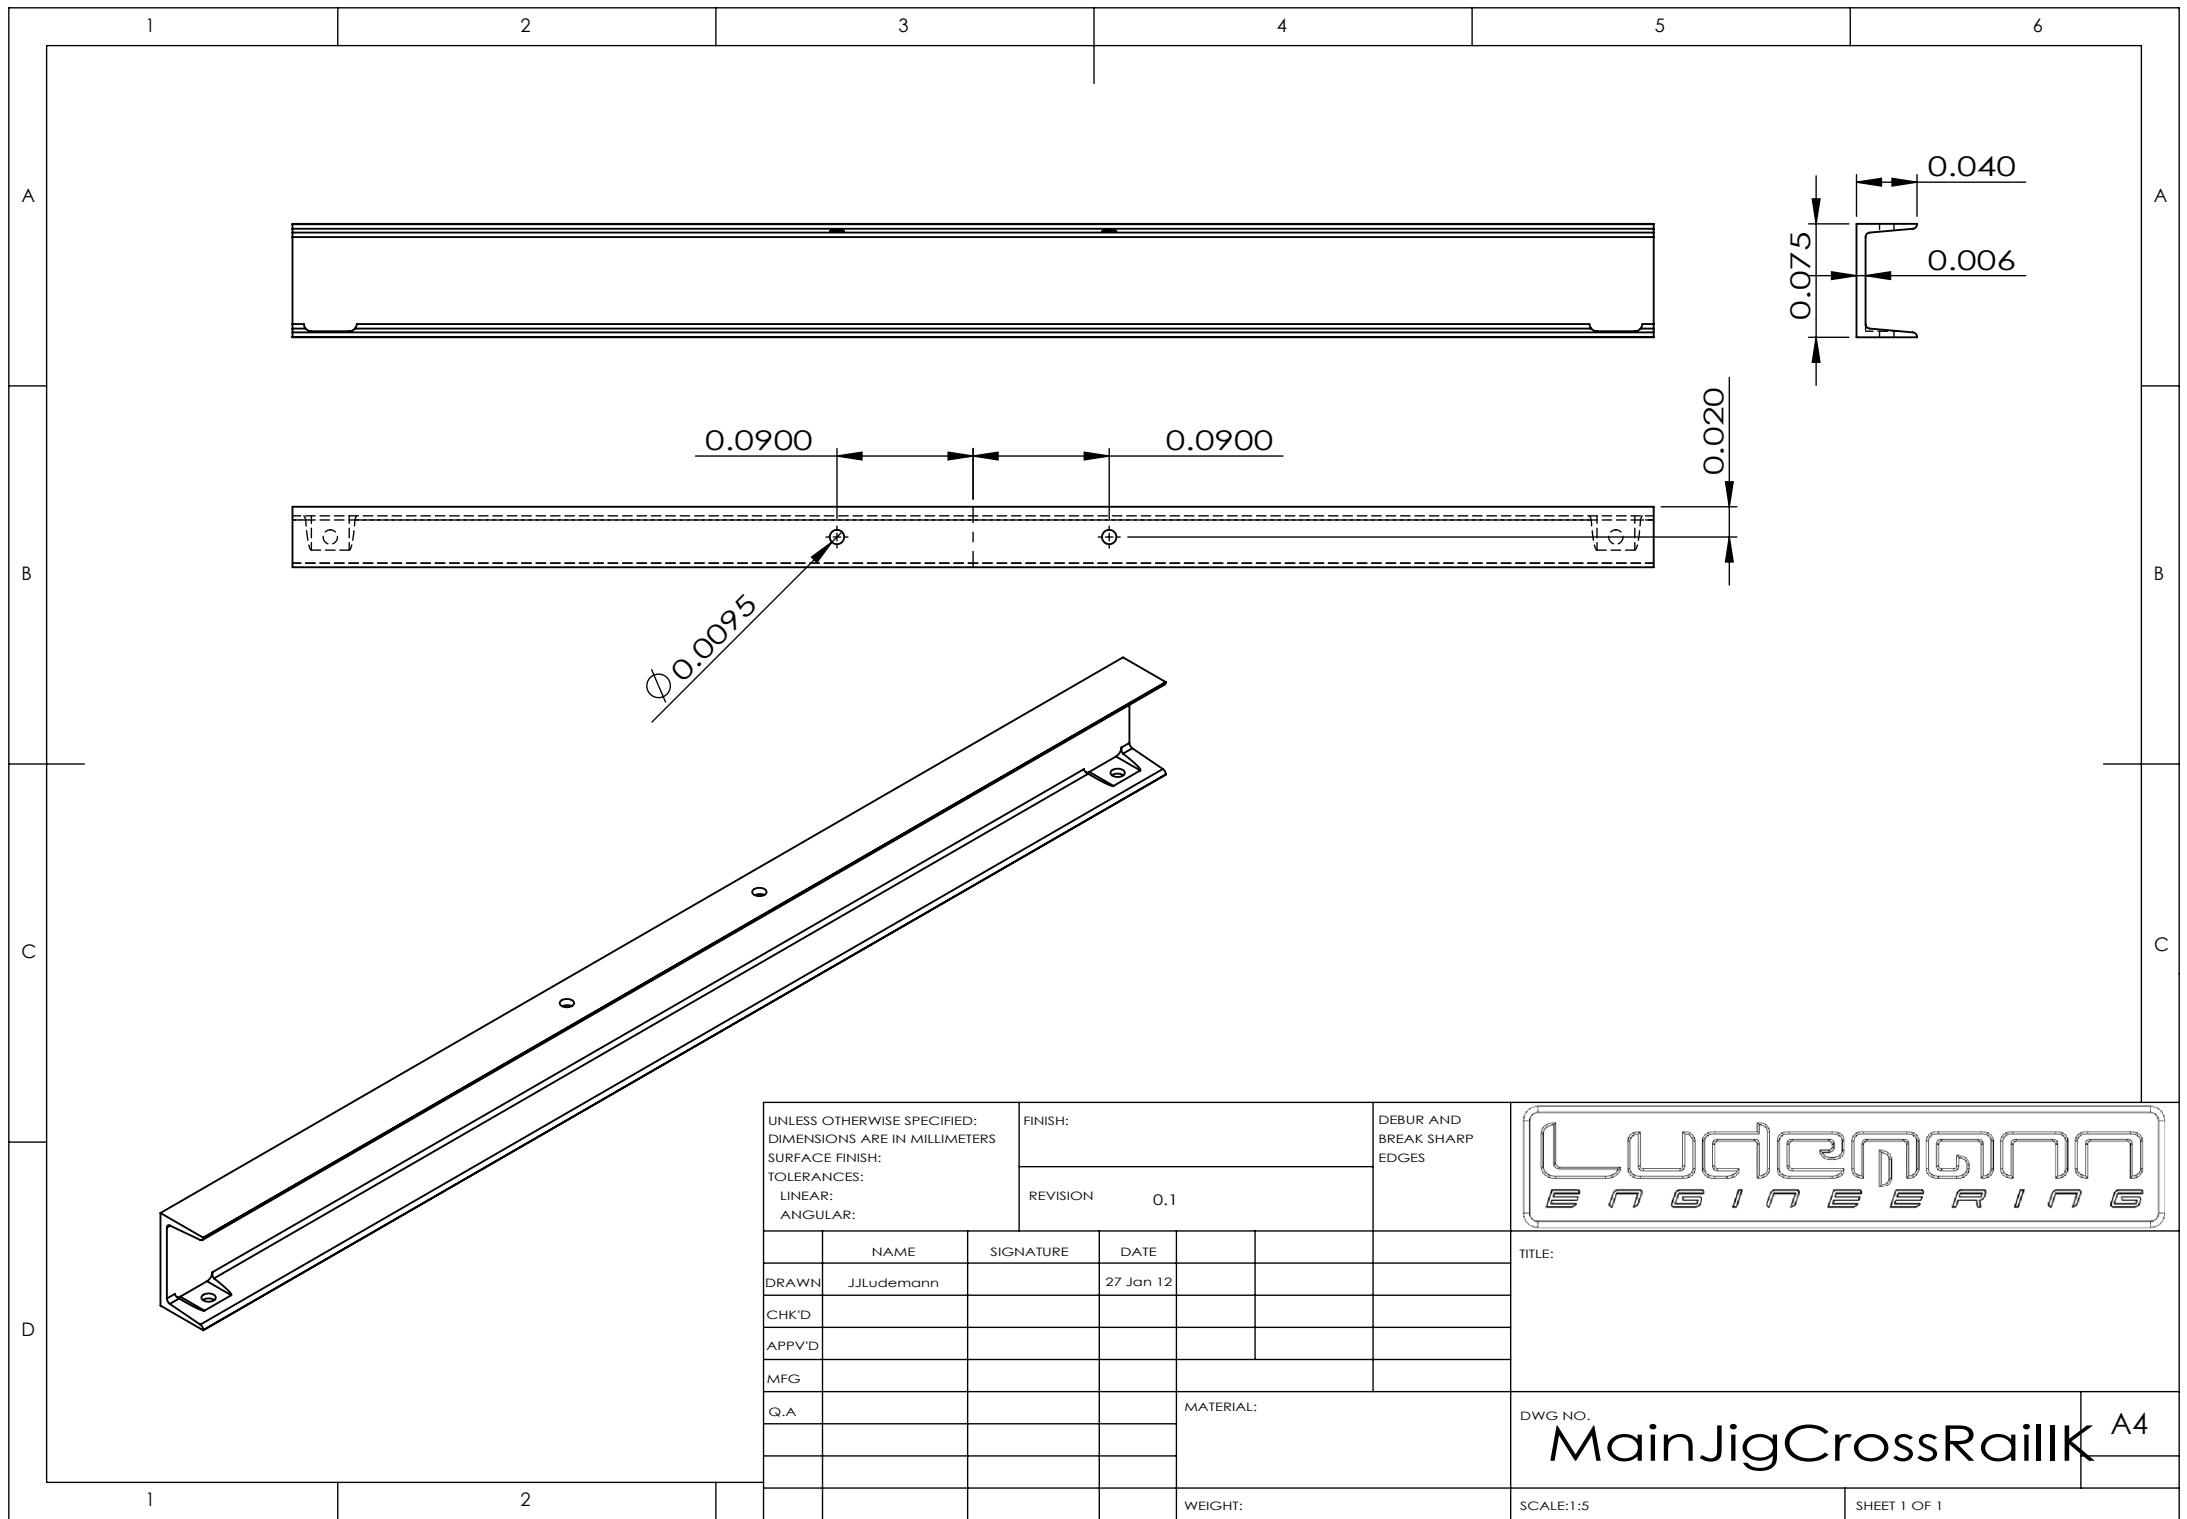 1 2 3 4 5 6
A A
0.040
0.075
0.006
0.0900 0.0900
0.020
B B
Ø0.0095
C C
D
UNLESS OTHERWISE SPECIFIED:
DIMENSIONS ARE IN MILLIMETERS
SURFACE FINISH:
TOLERANCES:
LINEAR:
ANGULAR:
FINISH:
REVISION 0.1
DEBUR AND
BREAK SHARP
EDGES
Ludemann
ENGINEERING
NAME SIGNATURE DATE
DRAWN JJLudemann 27 Jan 12
CHK'D
APPV'D
MFG
Q.A
MATERIAL:
WEIGHT:
TITLE:
DWG NO.
MainJigCrossRailIK
A4
SCALE:1:5
SHEET 1 OF 1
1 2